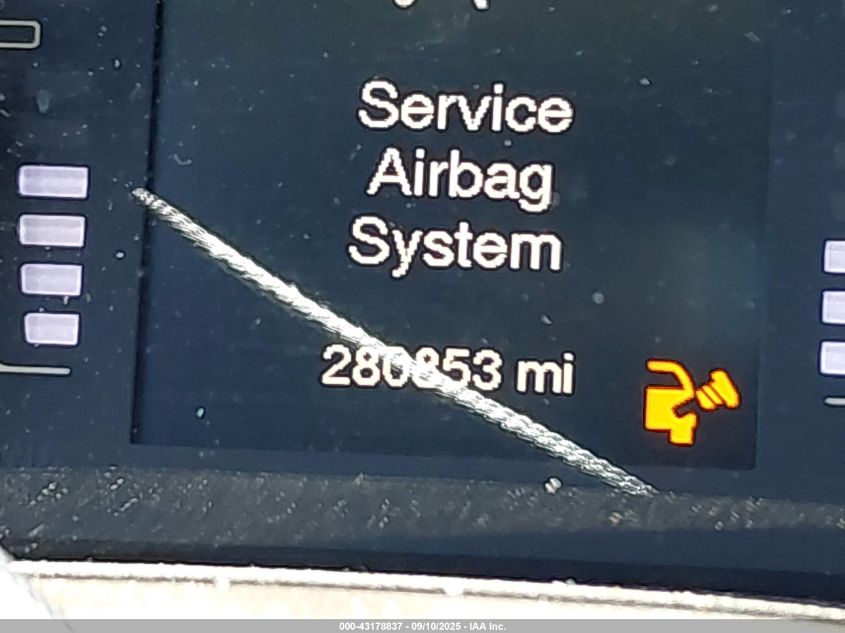 Service
Airbag
System
280853 mi
000-43178837 - 09/10/2025 - IAA Inc.